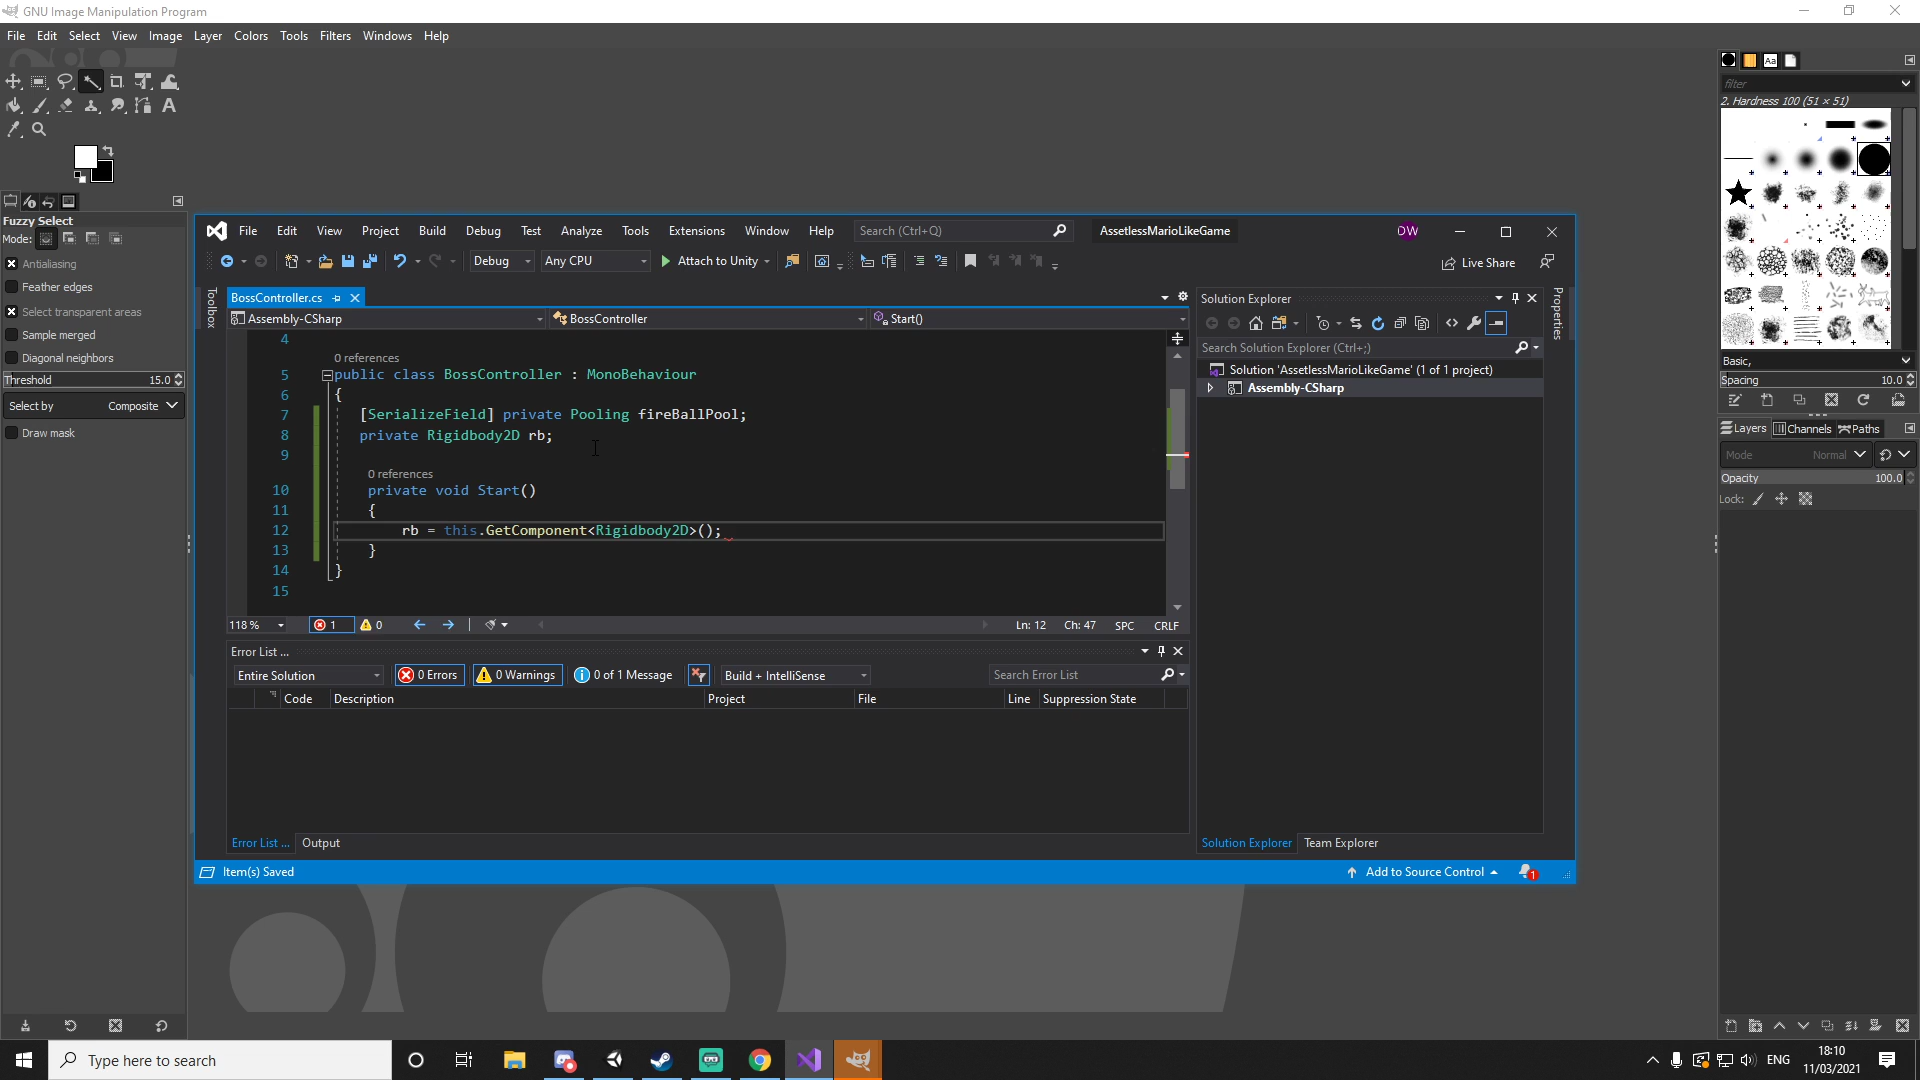 GNU Image Manipulation Program
File Edit Select View Image Layer Colors Tools Filters Windows Help
Fuzzy Select
Mode:
Antialiasing
Feather edges
Select transparent areas
Sample merged
Diagonal neighbors
Threshold 15.0
Select by Composite
Draw mask
File Edit View Project Build Debug Test Analyze Tools Extensions Window Help Search (Ctrl+Q) AssetlessMarioLikeGame DW
Debug Any CPU Attach to Unity Live Share
Toolbox
BossController.cs
Assembly-CSharp BossController Start()
4
0 references
5 public class BossController : MonoBehaviour
6 {
7 [SerializeField] private Pooling fireBallPool;
8 private Rigidbody2D rb;
9
0 references
10 private void Start()
11 {
12 rb = this.GetComponent<Rigidbody2D>();
13 }
14 }
15
118 % 1 0 Ln: 12 Ch: 47 SPC CRLF
Error List ...
Entire Solution 0 Errors 0 Warnings 0 of 1 Message Build + IntelliSense Search Error List
Code Description Project File Line Suppression State
Error List ... Output
Solution Explorer
Search Solution Explorer (Ctrl+;)
Solution 'AssetlessMarioLikeGame' (1 of 1 project)
Assembly-CSharp
Solution Explorer Team Explorer
Properties
Item(s) Saved Add to Source Control 1
Aa
filter
2. Hardness 100 (51 × 51)
Basic,
Spacing 10.0
Layers Channels Paths
Mode Normal
Opacity 100.0
Lock:
Type here to search
ENG
18:10
11/03/2021